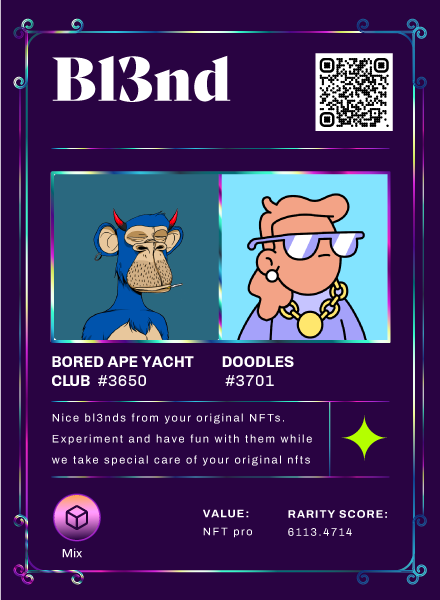 Bl3nd
BORED APE YACHT
CLUB #3650
DOODLES
#3701
Nice bl3nds from your original NFTs.
Experiment and have fun with them while
we take special care of your original nfts
Mix
VALUE:
NFT pro
RARITY SCORE:
6113.4714